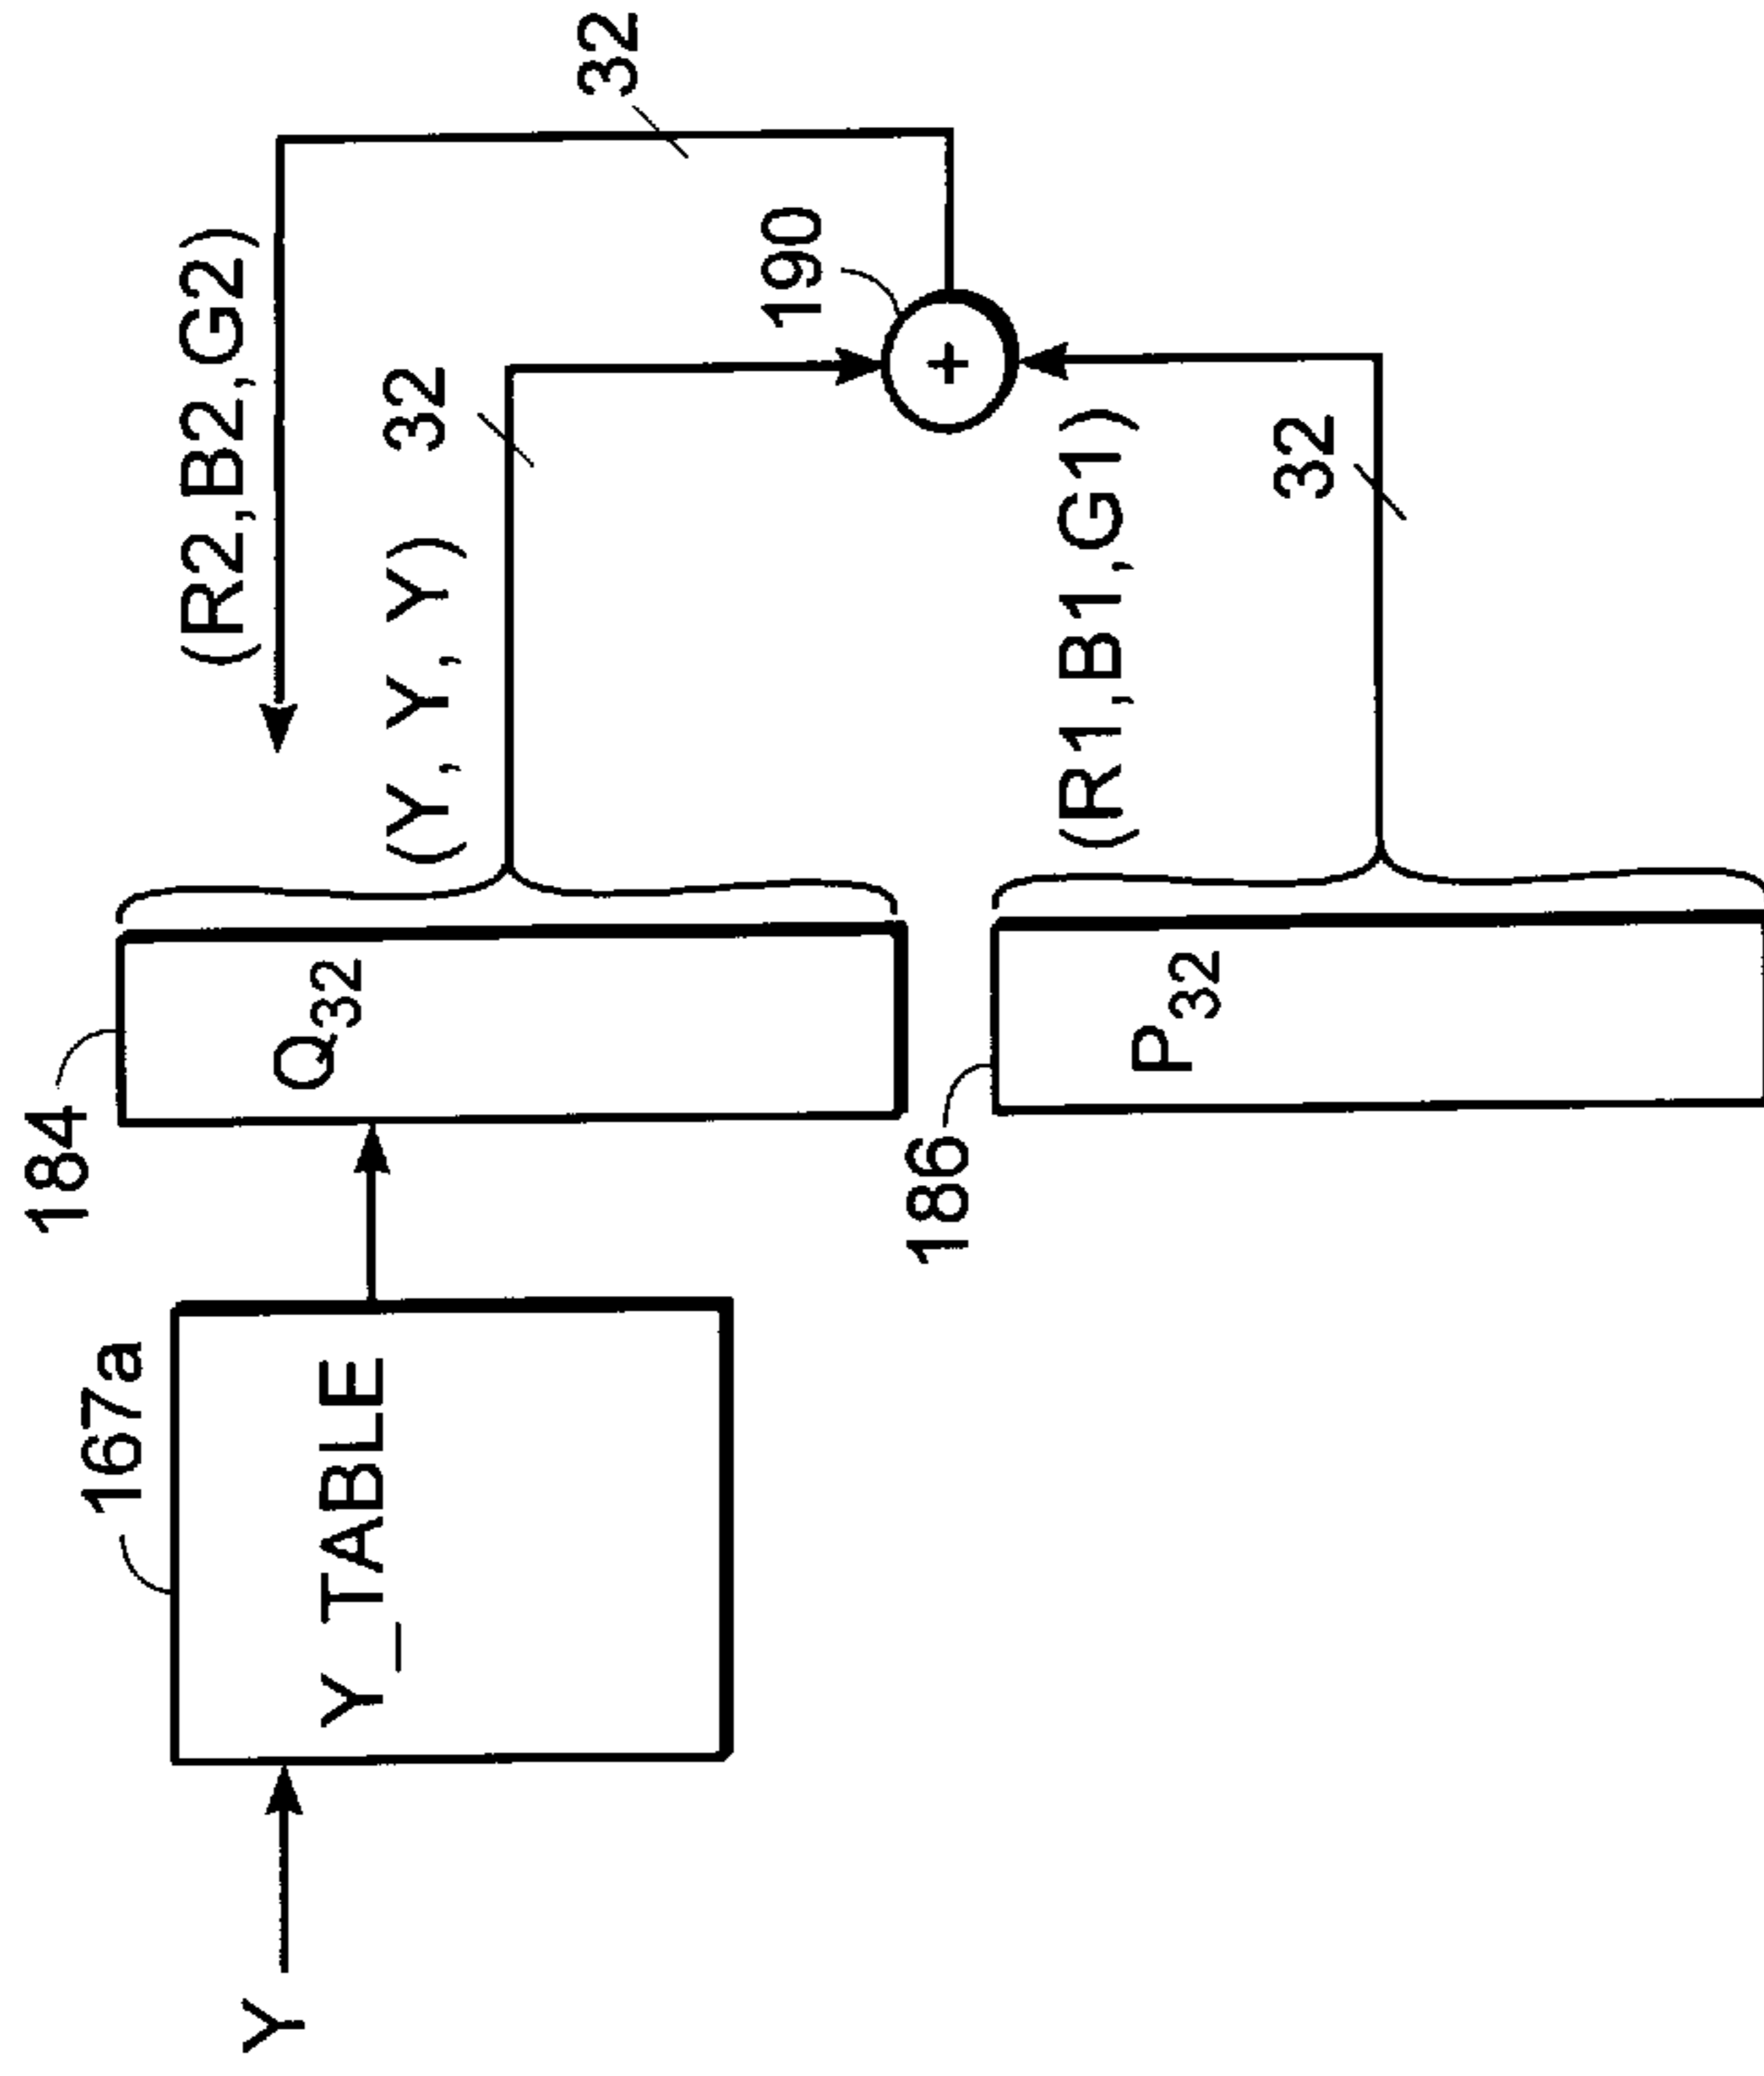 Y
167a
Y_TABLE
184
Q32
(Y, Y, Y)
32
(R2,B2,G2)
32
190
+
186
P32
(R1,B1,G1)
32